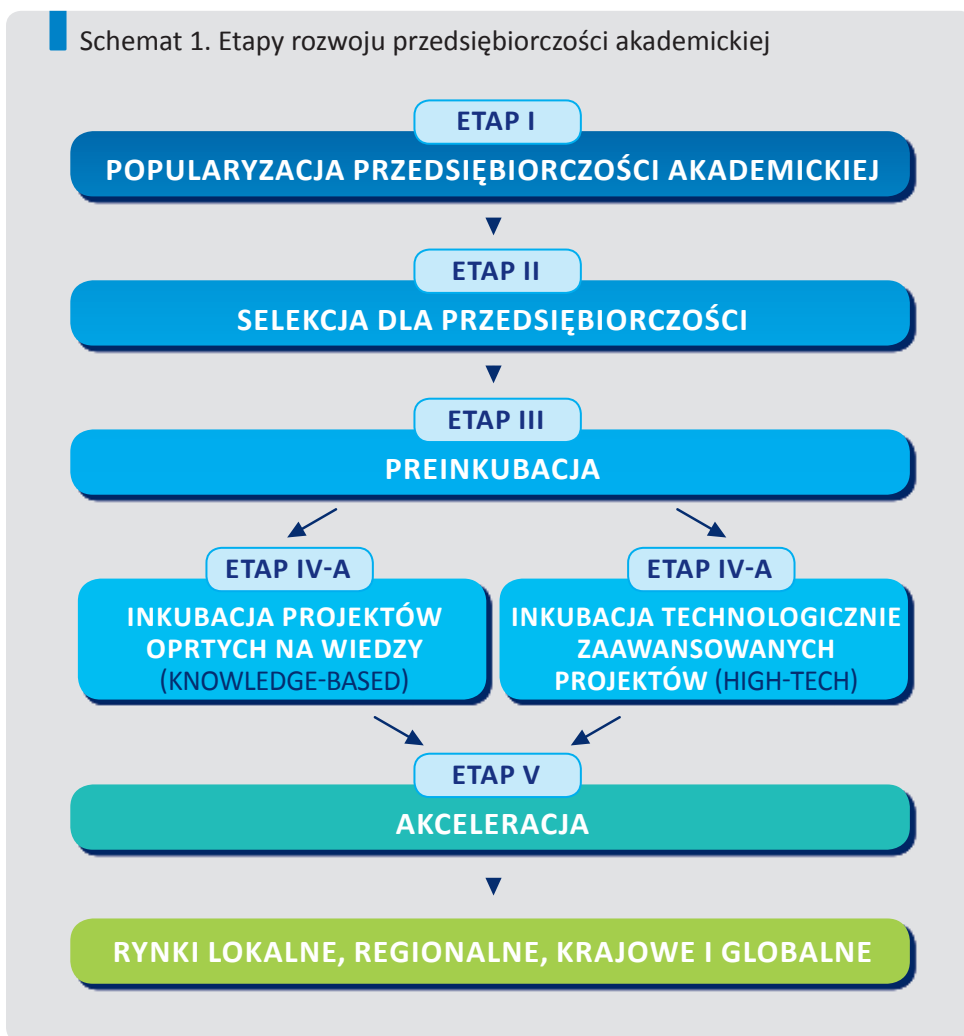 Schemat 1. Etapy rozwoju przedsiębiorczości akademickiej
ETAP I
POPULARYZACJA PRZEDSIĘBIORCZOŚCI AKADEMICKIEJ
ETAP II
SELEKCJA DLA PRZEDSIĘBIORCZOŚCI
ETAP III
PREINKUBACJA
ETAP IV-A
INKUBACJA PROJEKTÓW
OPRTYCH NA WIEDZY
(KNOWLEDGE-BASED)
ETAP IV-A
INKUBACJA TECHNOLOGICZNIE
ZAAWANSOWANYCH
PROJEKTÓW (HIGH-TECH)
ETAP V
AKCELERACJA
RYNKI LOKALNE, REGIONALNE, KRAJOWE I GLOBALNE